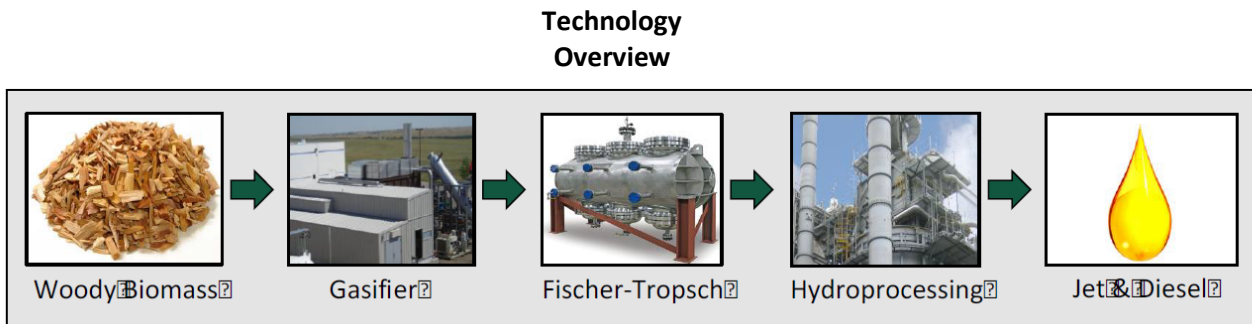 Technology
Overview
Woody Biomass
Gasifier
Fischer-Tropsch
Hydroprocessing
Jet & Diesel